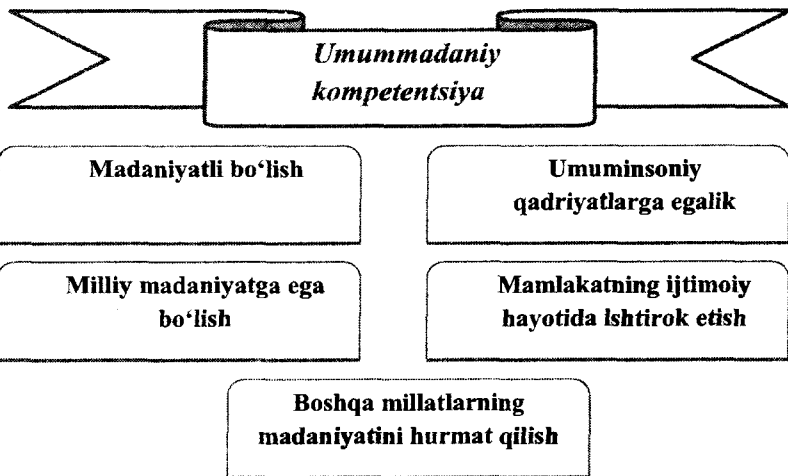 Umummadaniy
kompetentsiya
Madaniyatli bo‘lish
Umuminsoniy
qadriyatlarga egalik
Milliy madaniyatga ega
bo‘lish
Mamlakatning ijtimoiy
hayotida ishtirok etish
Boshqa millatlarning
madaniyatini hurmat qilish